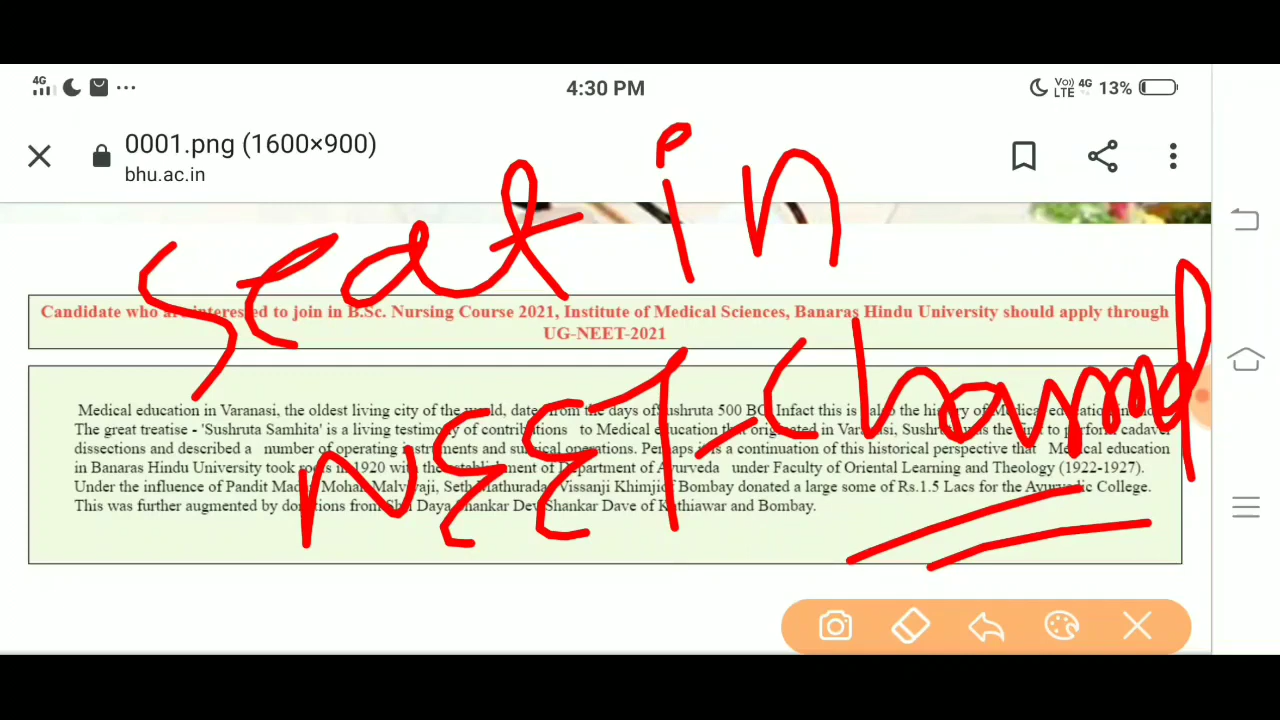 4G
4:30 PM
Vo)) LTE 4G 13%
0001.png (1600×900)
bhu.ac.in
Seat in
Candidate who are interested to join in B.Sc. Nursing Course 2021, Institute of Medical Sciences, Banaras Hindu University should apply through
UG-NEET-2021
NEET-
Medical education in Varanasi, the oldest living city of the world, dates from the days of Sushruta 500 BC. Infact this is also the history of Medical education
The great treatise - 'Sushruta Samhita' is a living testimony of contributions to Medical education that originated in Varanasi, Sushruta was the first to perform cadaver
dissections and described a number of operating instruments and surgical operations. Perhaps is a continuation of this historical perspective that Medical education
in Banaras Hindu University took roots in 1920 with the establishment of Department of Ayurveda under Faculty of Oriental Learning and Theology (1922-1927).
Under the influence of Pandit Madan Mohan Malviyaji, Seth Mathuradas Vissanji Khimji of Bombay donated a large some of Rs.1.5 Lacs for the Ayurvedic College.
This was further augmented by donations from Shri Daya Shankar Dev Shankar Dave of Kathiawar and Bombay.